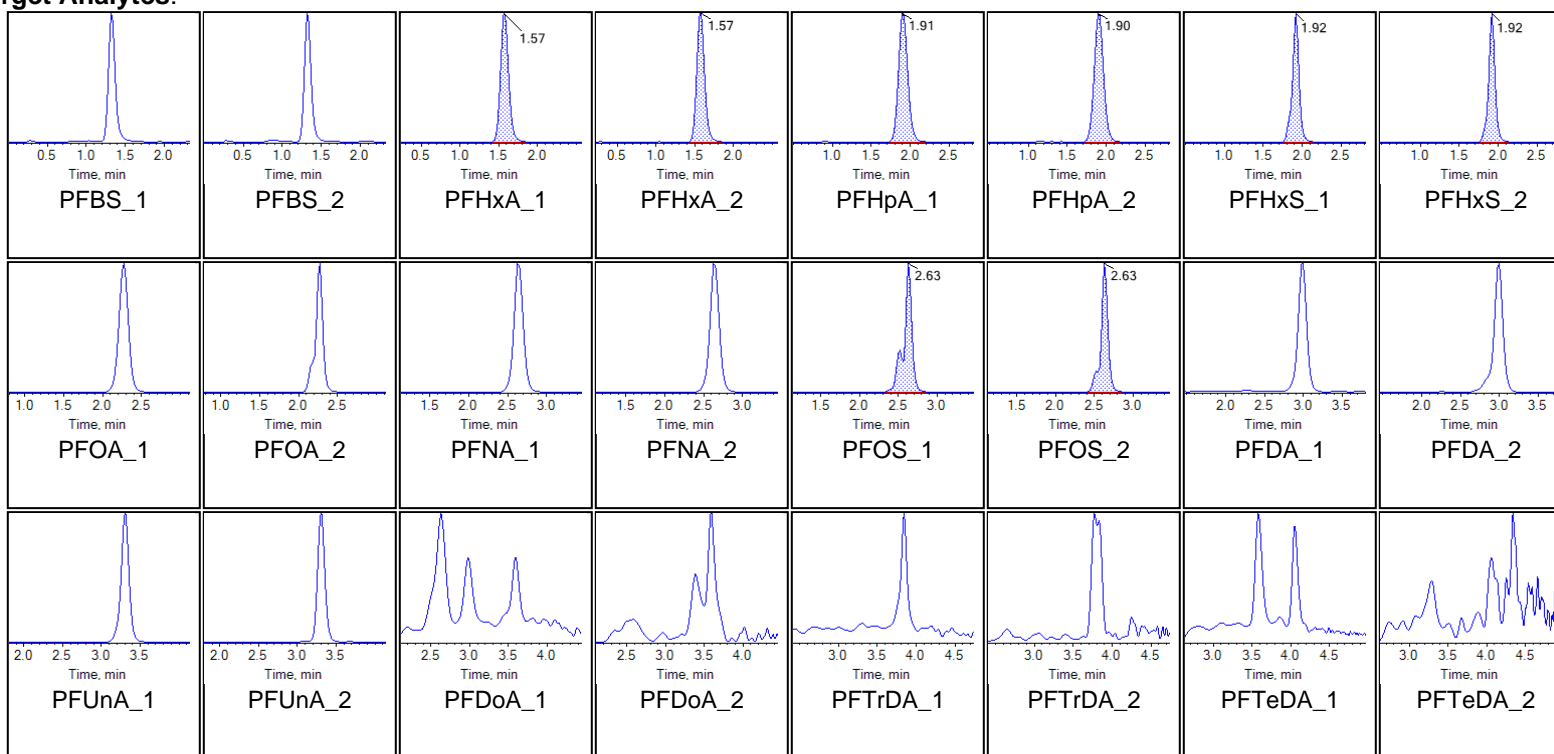 rget Analytes:
1.57 1.57 1.91 1.90 1.92 1.92
0.5 1.0 1.5 2.0 0.5 1.0 1.5 2.0 0.5 1.0 1.5 2.0 0.5 1.0 1.5 2.0 1.0 1.5 2.0 2.5 1.0 1.5 2.0 2.5 1.0 1.5 2.0 2.5 1.0 1.5 2.0 2.5
Time, min Time, min Time, min Time, min Time, min Time, min Time, min Time, min
PFBS_1 PFBS_2 PFHxA_1 PFHxA_2 PFHpA_1 PFHpA_2 PFHxS_1 PFHxS_2
2.63 2.63
1.0 1.5 2.0 2.5 1.0 1.5 2.0 2.5 1.5 2.0 2.5 3.0 1.5 2.0 2.5 3.0 1.5 2.0 2.5 3.0 1.5 2.0 2.5 3.0 2.0 2.5 3.0 3.5 2.0 2.5 3.0 3.5
Time, min Time, min Time, min Time, min Time, min Time, min Time, min Time, min
PFOA_1 PFOA_2 PFNA_1 PFNA_2 PFOS_1 PFOS_2 PFDA_1 PFDA_2
2.0 2.5 3.0 3.5 2.0 2.5 3.0 3.5 2.5 3.0 3.5 4.0 2.5 3.0 3.5 4.0 3.0 3.5 4.0 4.5 3.0 3.5 4.0 4.5 3.0 3.5 4.0 4.5 3.0 3.5 4.0 4.5
Time, min Time, min Time, min Time, min Time, min Time, min Time, min Time, min
PFUnA_1 PFUnA_2 PFDoA_1 PFDoA_2 PFTrDA_1 PFTrDA_2 PFTeDA_1 PFTeDA_2